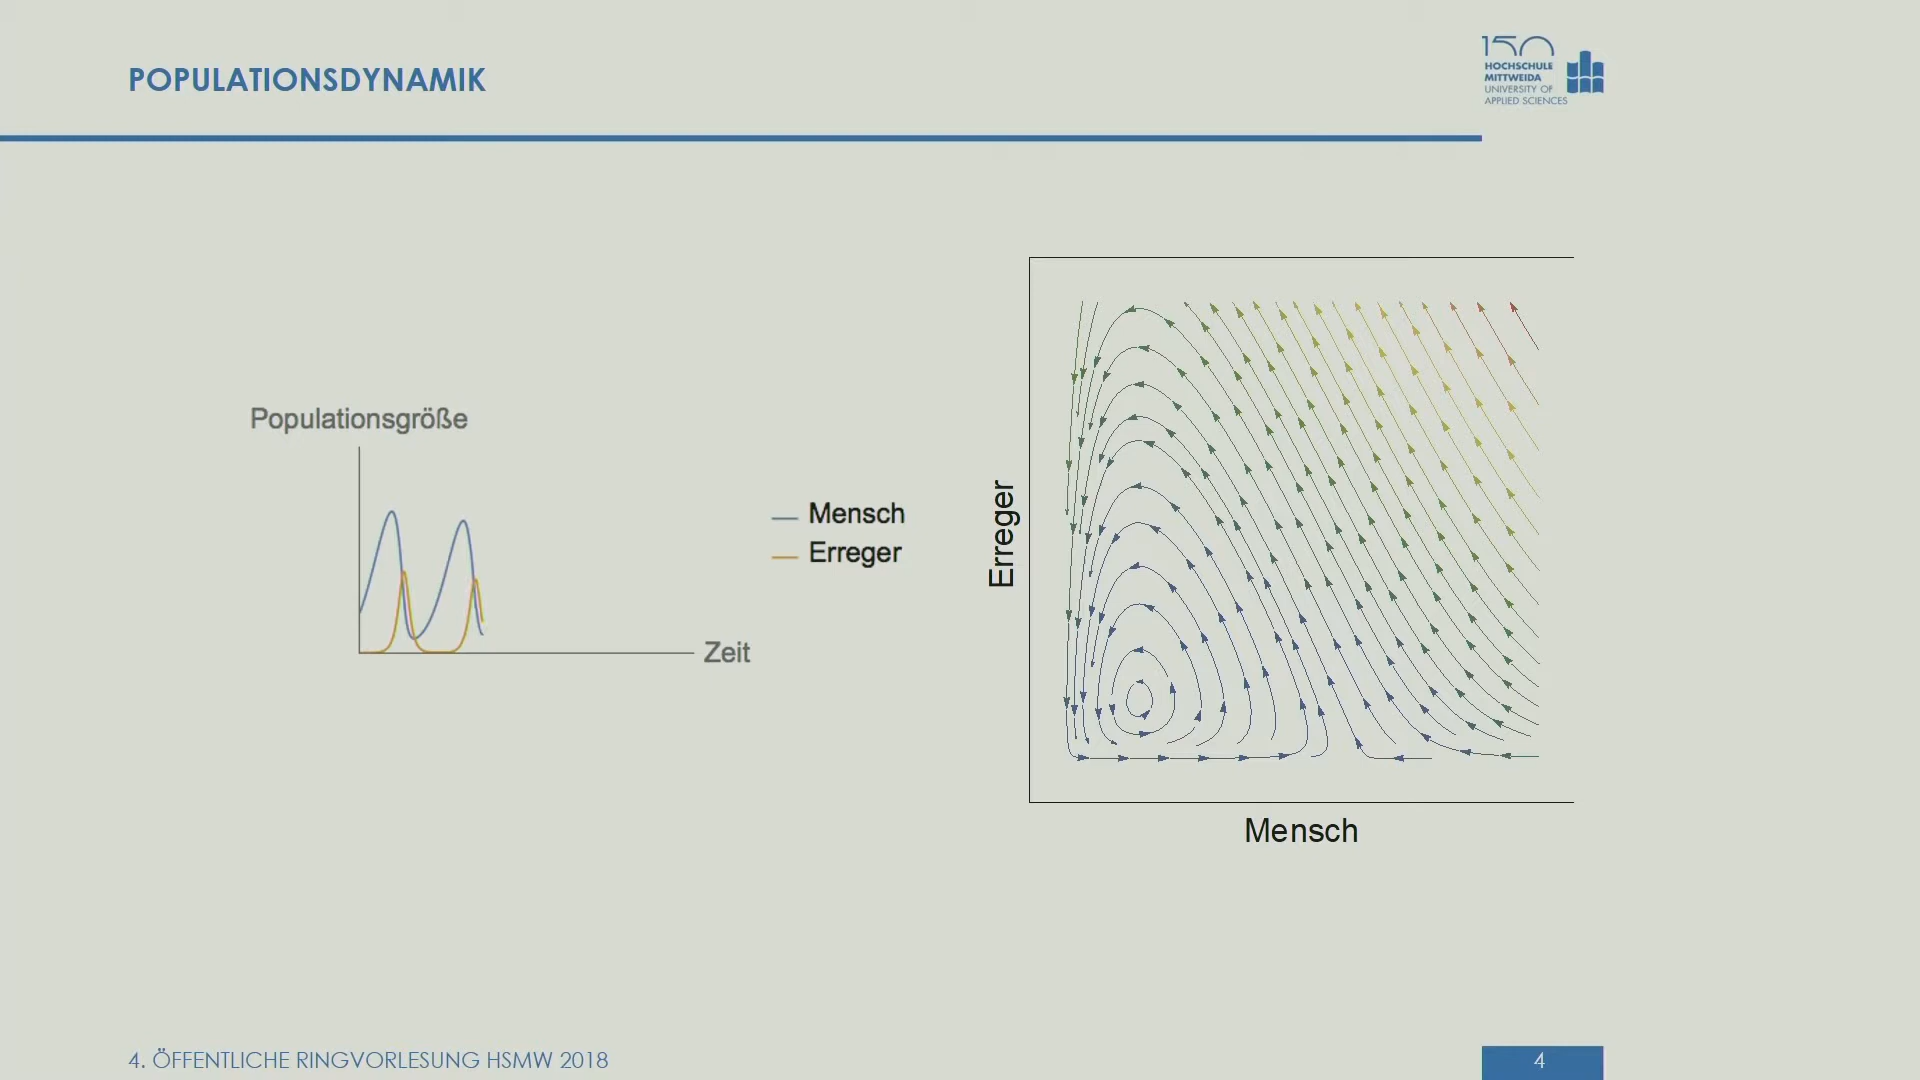 POPULATIONSDYNAMIK
150
HOCHSCHULE
MITTWEIDA
UNIVERSITY OF
APPLIED SCIENCES
Populationsgröße
Mensch
Erreger
Zeit
Erreger
Mensch
4. ÖFFENTLICHE RINGVORLESUNG HSMW 2018
4